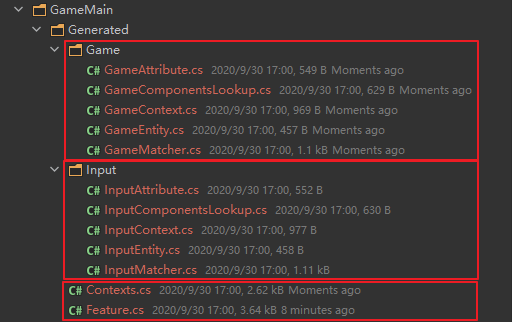 GameMain
Generated
Game
C# GameAttribute.cs 2020/9/30 17:00, 549 B Moments ago
C# GameComponentsLookup.cs 2020/9/30 17:00, 629 B Moments ago
C# GameContext.cs 2020/9/30 17:00, 969 B Moments ago
C# GameEntity.cs 2020/9/30 17:00, 457 B Moments ago
C# GameMatcher.cs 2020/9/30 17:00, 1.1 kB Moments ago
Input
C# InputAttribute.cs 2020/9/30 17:00, 552 B
C# InputComponentsLookup.cs 2020/9/30 17:00, 630 B
C# InputContext.cs 2020/9/30 17:00, 977 B
C# InputEntity.cs 2020/9/30 17:00, 458 B
C# InputMatcher.cs 2020/9/30 17:00, 1.11 kB
C# Contexts.cs 2020/9/30 17:00, 2.62 kB Moments ago
C# Feature.cs 2020/9/30 17:00, 3.64 kB 8 minutes ago